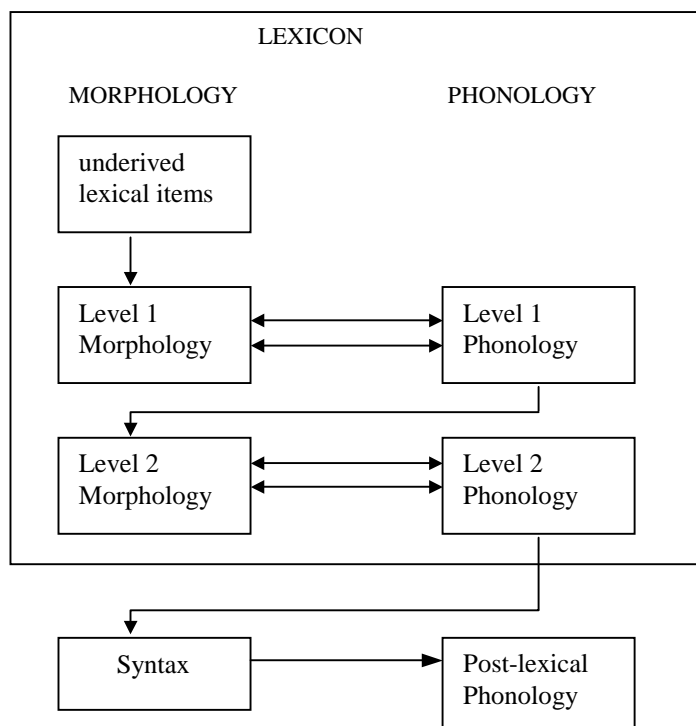 LEXICON
MORPHOLOGY PHONOLOGY
underived
lexical items
Level 1
Morphology
Level 1
Phonology
Level 2
Morphology
Level 2
Phonology
Syntax
Post-lexical
Phonology